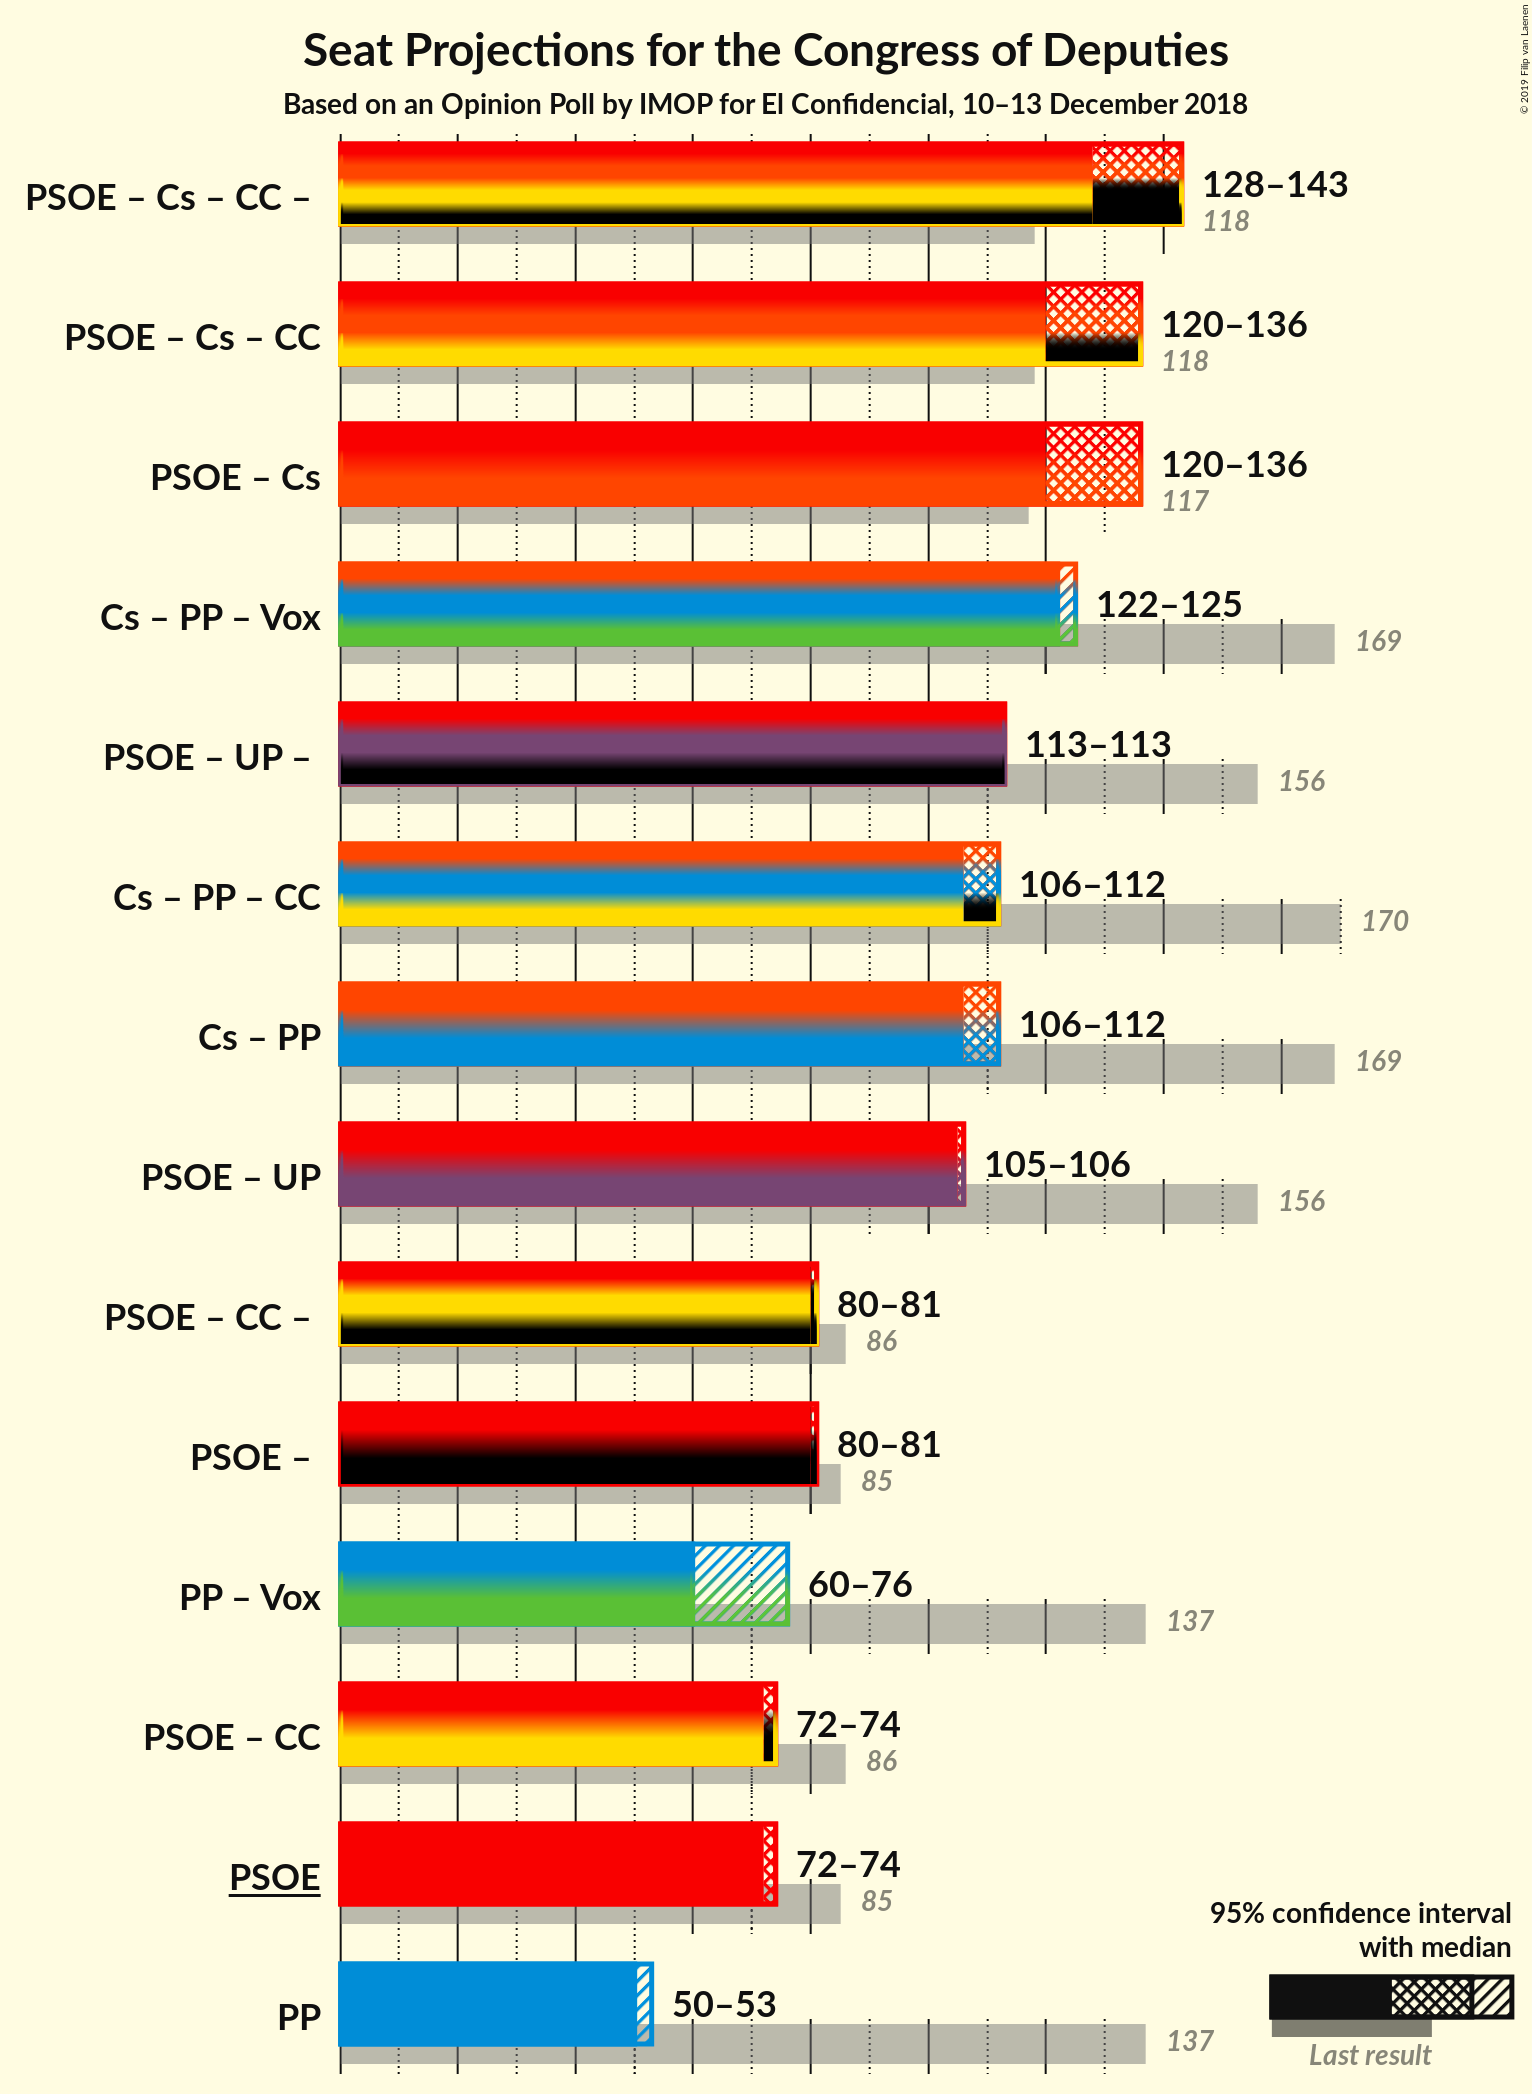 Seat Projections for the Congress of Deputies
Based on an Opinion Poll by IMOP for El Confidencial, 10–13 December 2018
© 2019 Filip van Laenen
PSOE – Cs – CC –
128–143
118
PSOE – Cs – CC
120–136
118
PSOE – Cs
120–136
117
Cs – PP – Vox
122–125
169
PSOE – UP –
113–113
156
Cs – PP – CC
106–112
170
Cs – PP
106–112
169
PSOE – UP
105–106
156
PSOE – CC –
80–81
86
PSOE –
80–81
85
PP – Vox
60–76
137
PSOE – CC
72–74
86
PSOE
72–74
85
PP
50–53
137
95% confidence interval
with median
Last result